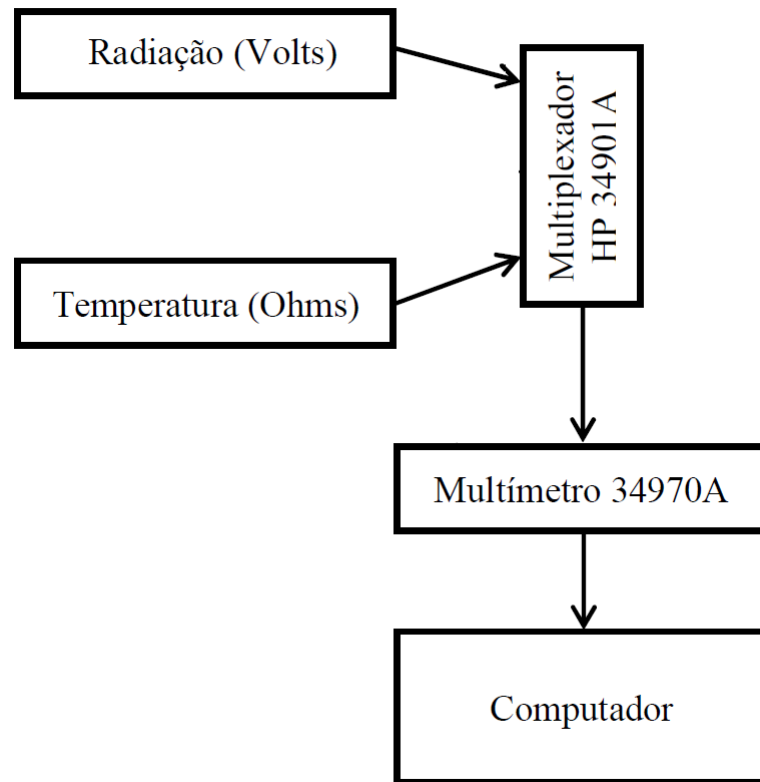 Radiação (Volts)
Multiplexador
HP 34901A
Temperatura (Ohms)
Multímetro 34970A
Computador